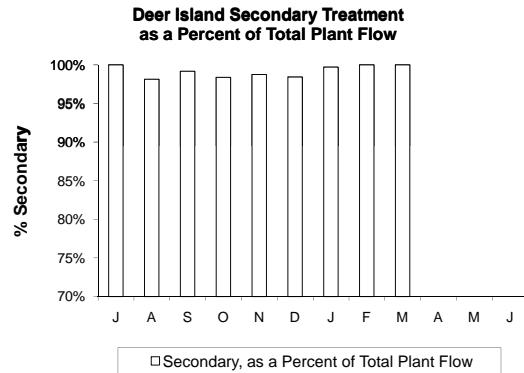 Deer Island Secondary Treatment
as a Percent of Total Plant Flow
100%
95%
90%
85%
80%
75%
70%
% Secondary
J A S O N D J F M A M J
Secondary, as a Percent of Total Plant Flow